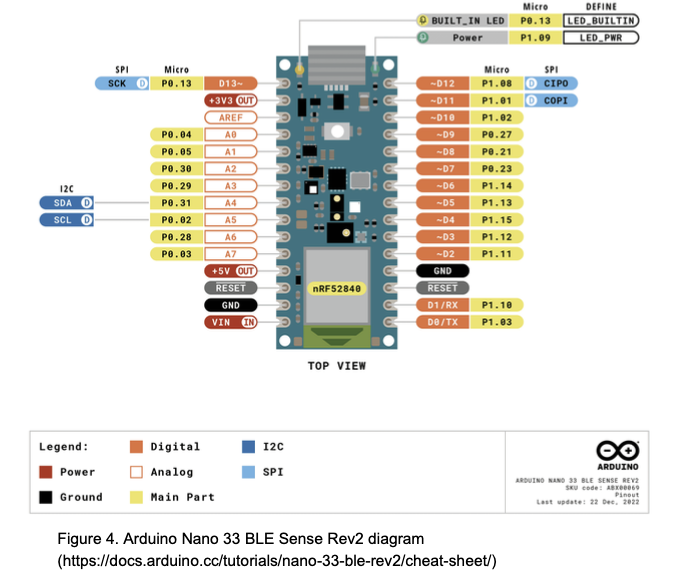 Micro DEFINE
BUILT_IN LED P0.13 LED_BUILTIN
Power P1.09 LED_PWR
SPI Micro Micro SPI
SCK D P0.13 D13~ ~D12 P1.08 D CIPO
+3V3 OUT ~D11 P1.01 D COPI
AREF ~D10 P1.02
P0.04 A0 ~D9 P0.27
P0.05 A1 ~D8 P0.21
P0.30 A2 ~D7 P0.23
I2C P0.29 A3 ~D6 P1.14
SDA D P0.31 A4 ~D5 P1.13
SCL D P0.02 A5 ~D4 P1.15
P0.28 A6 ~D3 P1.12
P0.03 A7 ~D2 P1.11
+5V OUT GND
RESET nRF52840 RESET
GND D1/RX P1.10
VIN IN D0/TX P1.03
TOP VIEW
Legend: Digital I2C
Power Analog SPI
Ground Main Part
ARDUINO
ARDUINO NANO 33 BLE SENSE REV2
SKU code: ABX00069
Pinout
Last update: 22 Dec, 2022
Figure 4. Arduino Nano 33 BLE Sense Rev2 diagram
(https://docs.arduino.cc/tutorials/nano-33-ble-rev2/cheat-sheet/)